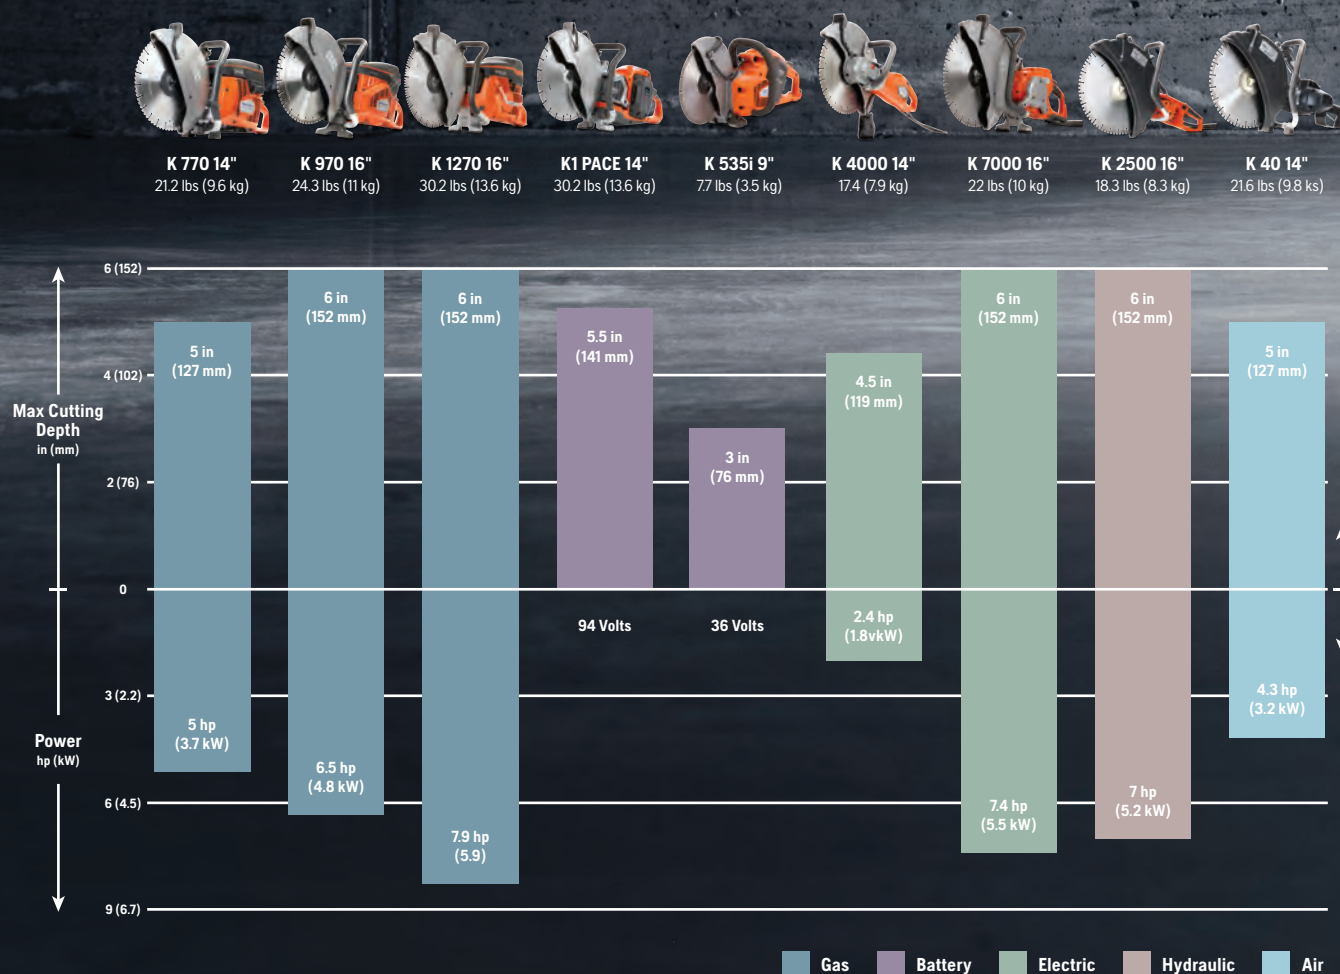 K 770 14"
21.2 lbs (9.6 kg)
K 970 16"
24.3 lbs (11 kg)
K 1270 16"
30.2 lbs (13.6 kg)
K1 PACE 14"
30.2 lbs (13.6 kg)
K 535i 9"
7.7 lbs (3.5 kg)
K 4000 14"
17.4 (7.9 kg)
K 7000 16"
22 lbs (10 kg)
K 2500 16"
18.3 lbs (8.3 kg)
K 40 14"
21.6 lbs (9.8 ks)
Max Cutting
Depth
in (mm)
Power
hp (kW)
6 (152)
4 (102)
2 (76)
0
3 (2.2)
6 (4.5)
9 (6.7)
5 in
(127 mm)
6 in
(152 mm)
6 in
(152 mm)
5.5 in
(141 mm)
3 in
(76 mm)
4.5 in
(119 mm)
6 in
(152 mm)
6 in
(152 mm)
5 in
(127 mm)
5 hp
(3.7 kW)
6.5 hp
(4.8 kW)
7.9 hp
(5.9)
94 Volts
36 Volts
2.4 hp
(1.8vkW)
7.4 hp
(5.5 kW)
7 hp
(5.2 kW)
4.3 hp
(3.2 kW)
Gas
Battery
Electric
Hydraulic
Air